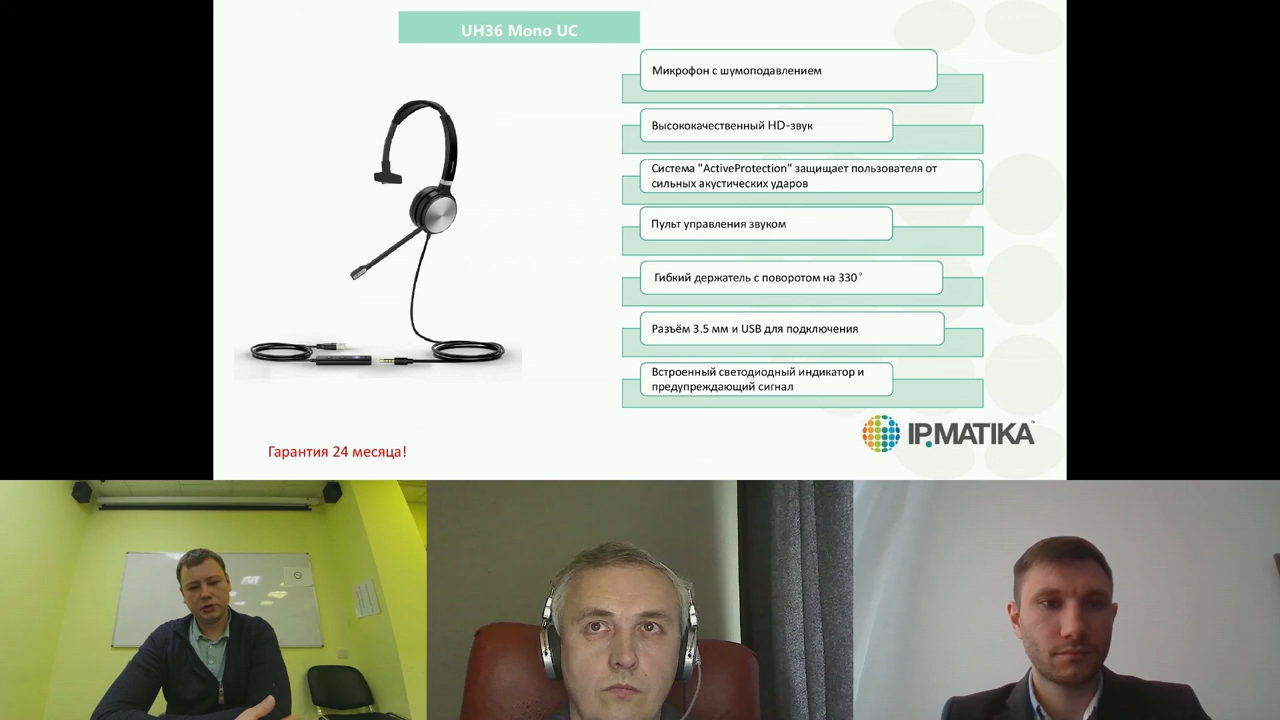 UH36 Mono UC
Микрофон с шумоподавлением
Высококачественный HD-звук
Система "ActiveProtection" защищает пользователя от
сильных акустических ударов
Пульт управления звуком
Гибкий держатель с поворотом на 330°
Разъём 3.5 мм и USB для подключения
Встроенный светодиодный индикатор и
предупреждающий сигнал
IPMATIKA™
Гарантия 24 месяца!